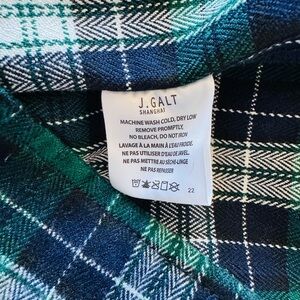 J.GALT
SHANGHAI
MACHINE WASH COLD, DRY LOW
REMOVE PROMPTLY,
NO BLEACH, DO NOT IRON
LAVAGE À LA MAIN À L'EAU FROIDE.
NE PAS UTILISER D'EAU DE JAVEL.
NE PAS METTRE AU SÈCHE-LINGE
NE PAS REPASSER
22